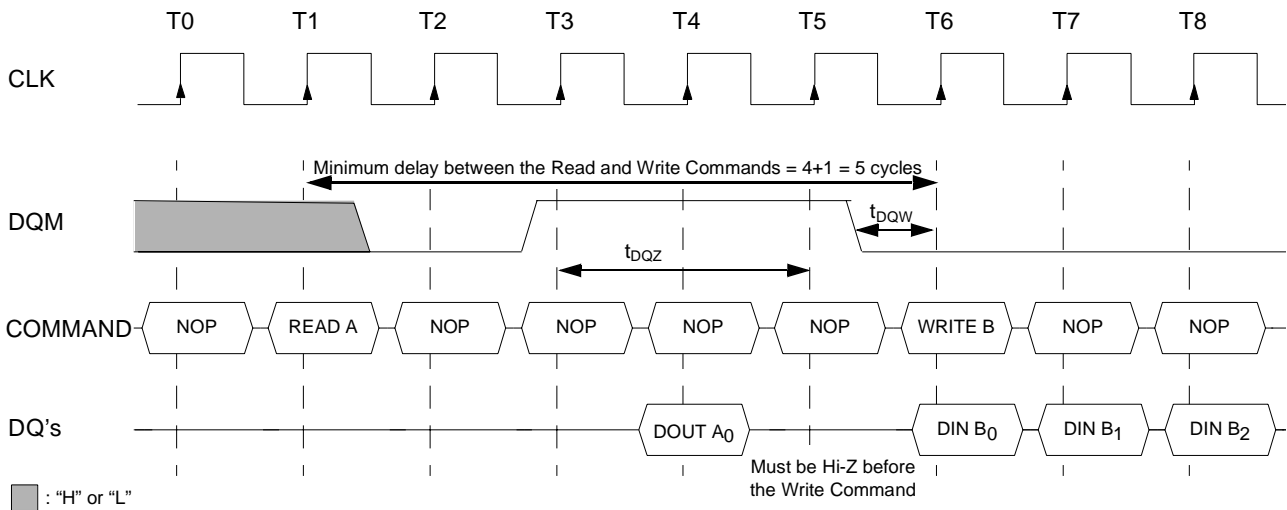 T0 T1 T2 T3 T4 T5 T6 T7 T8
CLK
Minimum delay between the Read and Write Commands = 4+1 = 5 cycles
DQM
tDQW
tDQZ
COMMAND NOP READ A NOP NOP NOP NOP WRITE B NOP NOP
DQ's DOUT A0 DIN B0 DIN B1 DIN B2
Must be Hi-Z before
the Write Command
: “H” or “L”